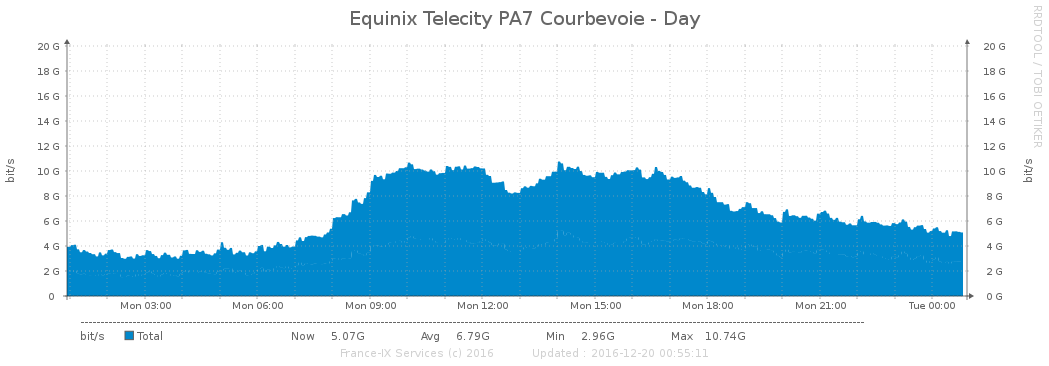 Equinix Telecity PA7 Courbevoie - Day
RRDTOOL / TOBI OETIKER
20 G 20 G
18 G 18 G
16 G 16 G
14 G 14 G
12 G 12 G
10 G 10 G
8 G 8 G
6 G 6 G
4 G 4 G
2 G 2 G
0 0 G
bit/s
bit/s
Mon 03:00 Mon 06:00 Mon 09:00 Mon 12:00 Mon 15:00 Mon 18:00 Mon 21:00 Tue 00:00
bit/s Total Now 5.07G Avg 6.79G Min 2.96G Max 10.74G
France-IX Services (c) 2016 Updated : 2016-12-20 00:55:11